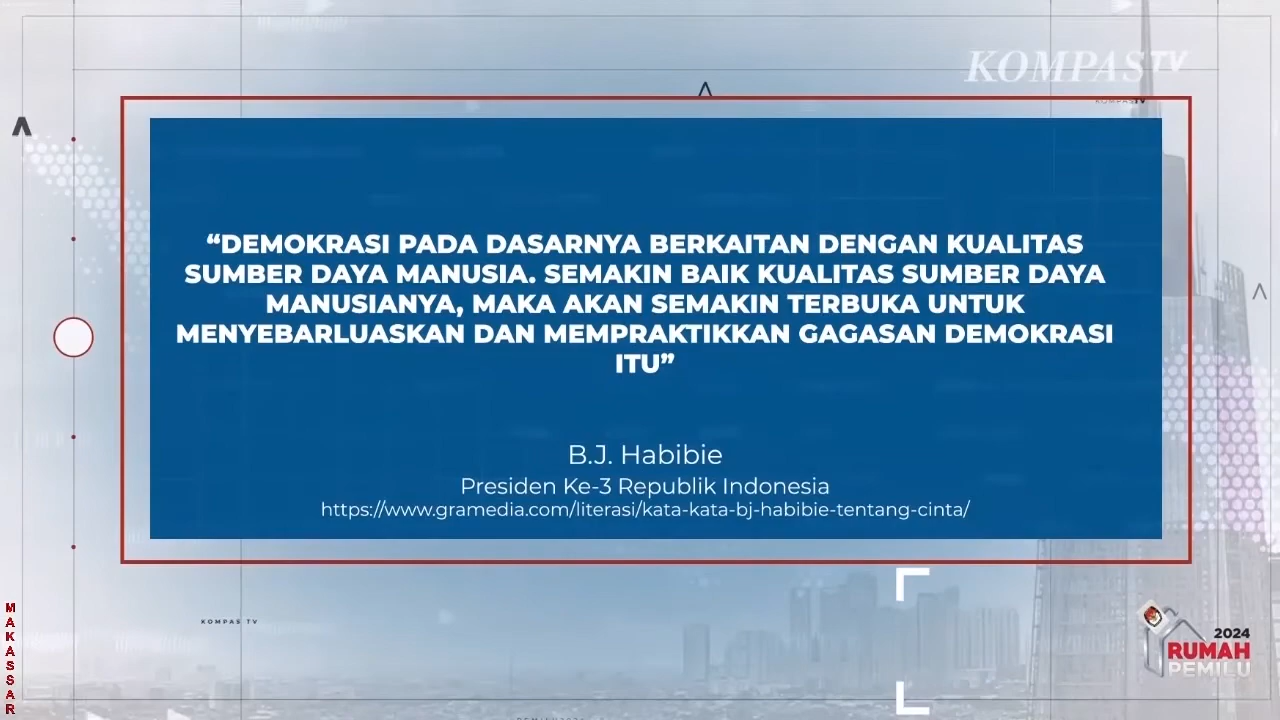 KOMPASTV
KOMPASTV
“DEMOKRASI PADA DASARNYA BERKAITAN DENGAN KUALITAS
SUMBER DAYA MANUSIA. SEMAKIN BAIK KUALITAS SUMBER DAYA
MANUSIANYA, MAKA AKAN SEMAKIN TERBUKA UNTUK
MENYEBARLUASKAN DAN MEMPRAKTIKKAN GAGASAN DEMOKRASI
ITU”
B.J. Habibie
Presiden Ke-3 Republik Indonesia
https://www.gramedia.com/literasi/kata-kata-bj-habibie-tentang-cinta/
MAKASSAR
KOMPAS TV
2024
RUMAH
PEMILU